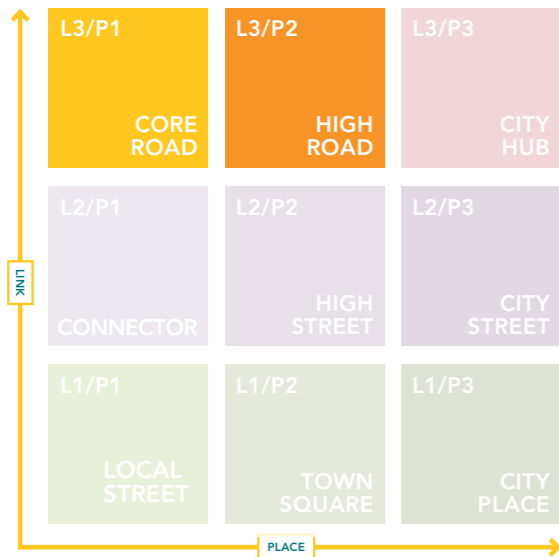 L3/P1
CORE
ROAD
L3/P2
HIGH
ROAD
L3/P3
CITY
HUB
L2/P1
CONNECTOR
L2/P2
HIGH
STREET
L2/P3
CITY
STREET
L1/P1
LOCAL
STREET
L1/P2
TOWN
SQUARE
L1/P3
CITY
PLACE
LINK
PLACE